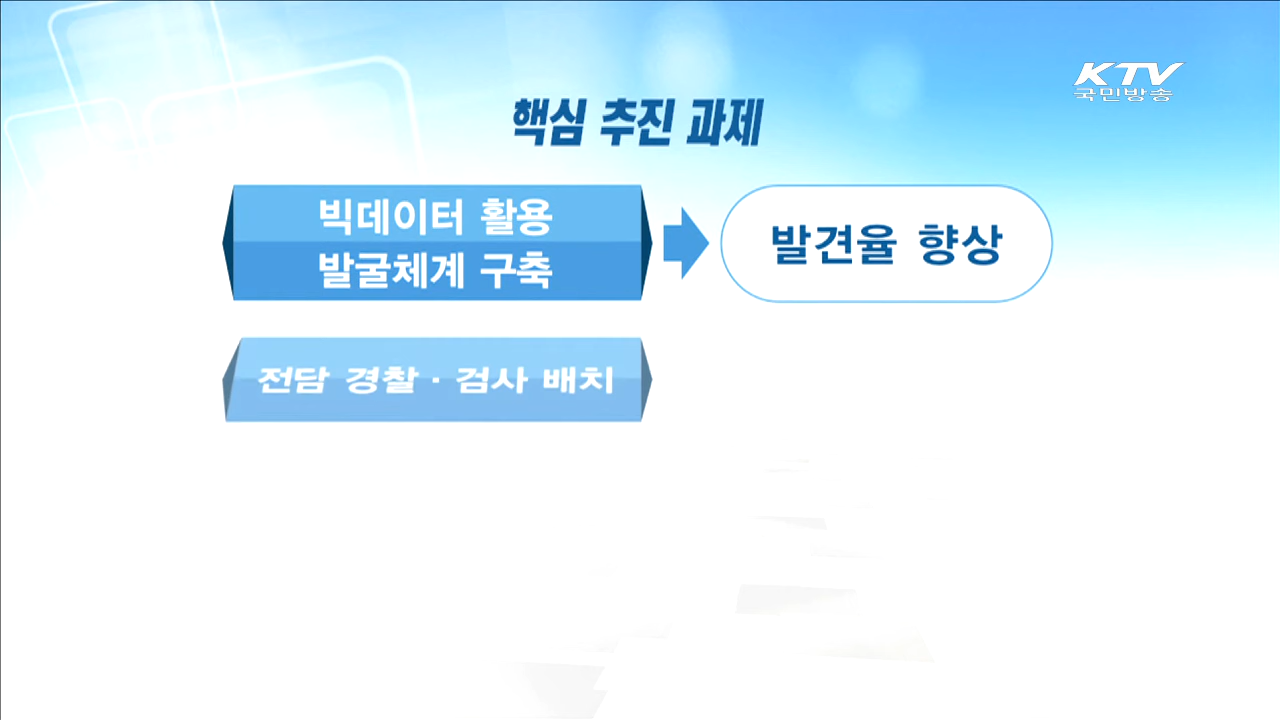 KTV
국민방송
핵심 추진 과제
빅데이터 활용
발굴체계 구축
발견율 향상
전담 경찰·검사 배치